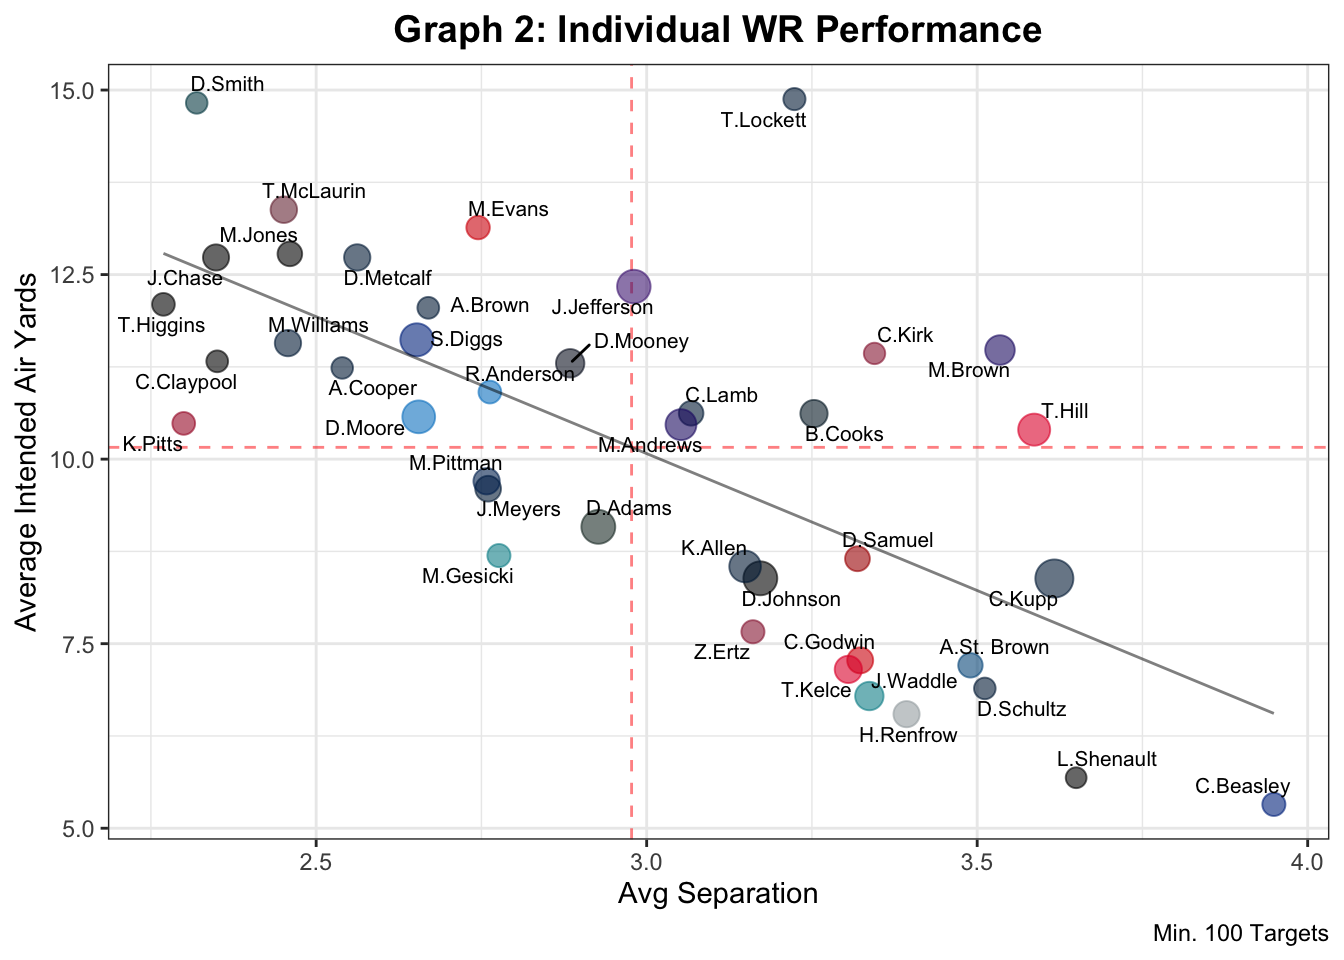 Graph 2: Individual WR Performance
Average Intended Air Yards
15.0
12.5
10.0
7.5
5.0
D.Smith
T.Lockett
T.McLaurin
M.Evans
M.Jones
J.Chase
D.Metcalf
A.Brown
J.Jefferson
T.Higgins
M.Williams
S.Diggs
D.Mooney
C.Kirk
M.Brown
R.Anderson
C.Claypool
A.Cooper
C.Lamb
T.Hill
D.Moore
B.Cooks
K.Pitts
M.Andrews
M.Pittman
J.Meyers
D.Adams
D.Samuel
K.Allen
M.Gesicki
D.Johnson
C.Kupp
C.Godwin
A.St. Brown
Z.Ertz
J.Waddle
T.Kelce
D.Schultz
H.Renfrow
L.Shenault
C.Beasley
2.5
3.0
3.5
4.0
Avg Separation
Min. 100 Targets